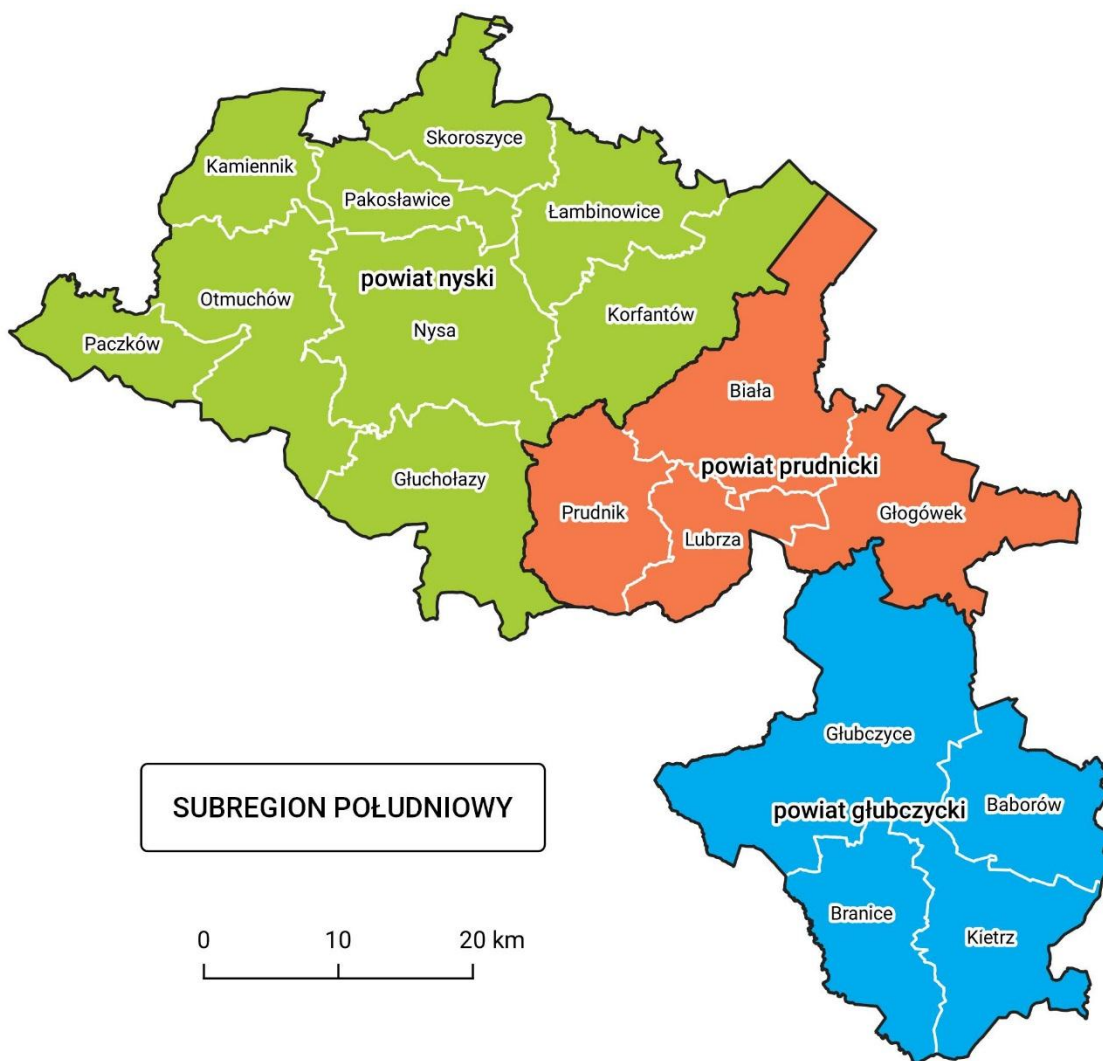 Skoroszyce
Kamiennik
Pakosławice
Łambinowice
powiat nyski
Otmuchów
Korfantów
Nysa
Paczków
Biała
powiat prudnicki
Głuchołazy
Prudnik
Głogówek
Lubrza
Głubczyce
SUBREGION POŁUDNIOWY
Baborów
powiat głubczycki
Branice
Kietrz
0 10 20 km